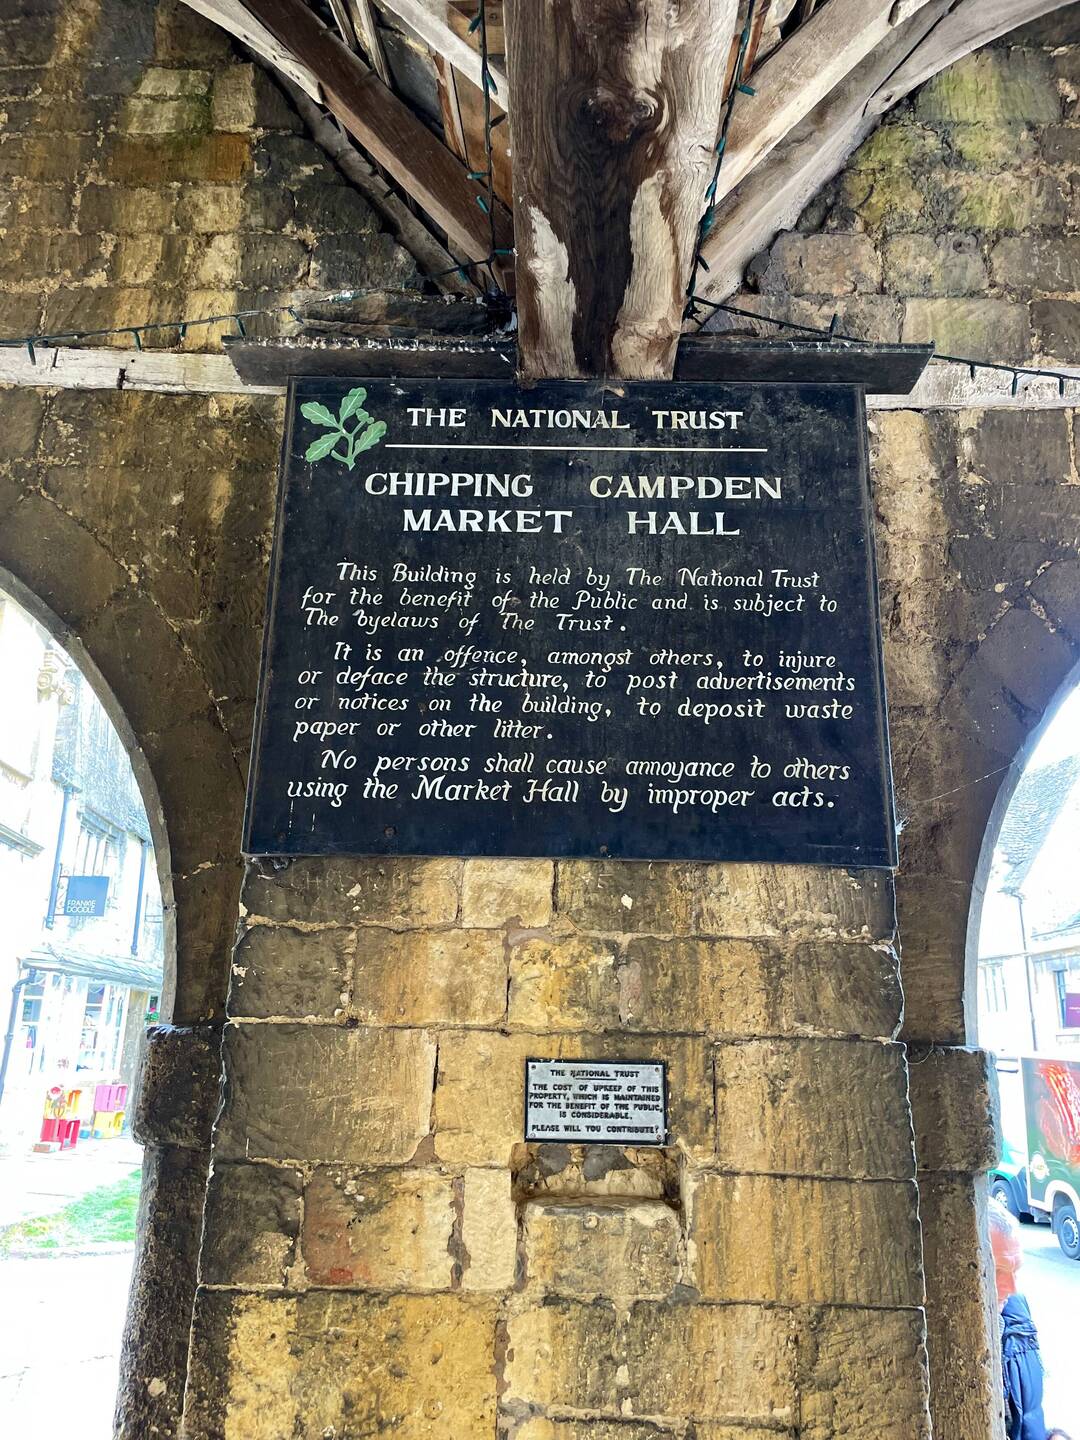 THE NATIONAL TRUST
CHIPPING CAMPDEN
MARKET HALL
This Building is held by The National Trust
for the benefit of the Public and is subject to
The byelaws of The Trust.
It is an offence, amongst others, to injure
or deface the structure, to post advertisements
or notices on the building, to deposit waste
paper or other litter.
No persons shall cause annoyance to others
using the Market Hall by improper acts.
FRANKIE
DOODLE
THE NATIONAL TRUST
THE COST OF UPKEEP OF THIS
PROPERTY, WHICH IS MAINTAINED
FOR THE BENEFIT OF THE PUBLIC,
IS CONSIDERABLE.
PLEASE WILL YOU CONTRIBUTE?